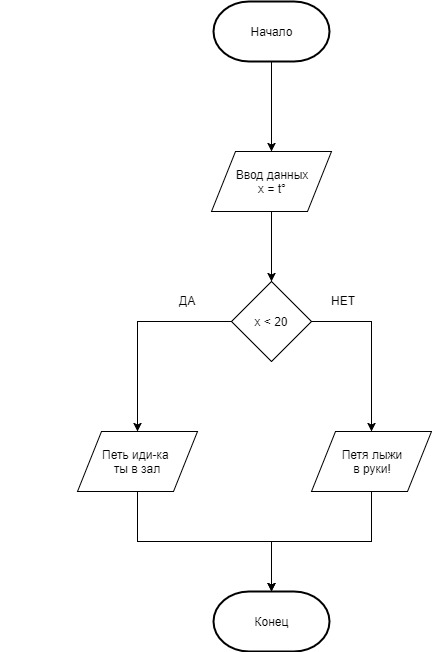 Начало
Ввод данных
x = t°
ДА
НЕТ
x < 20
Петь иди-ка
ты в зал
Петя лыжи
в руки!
Конец